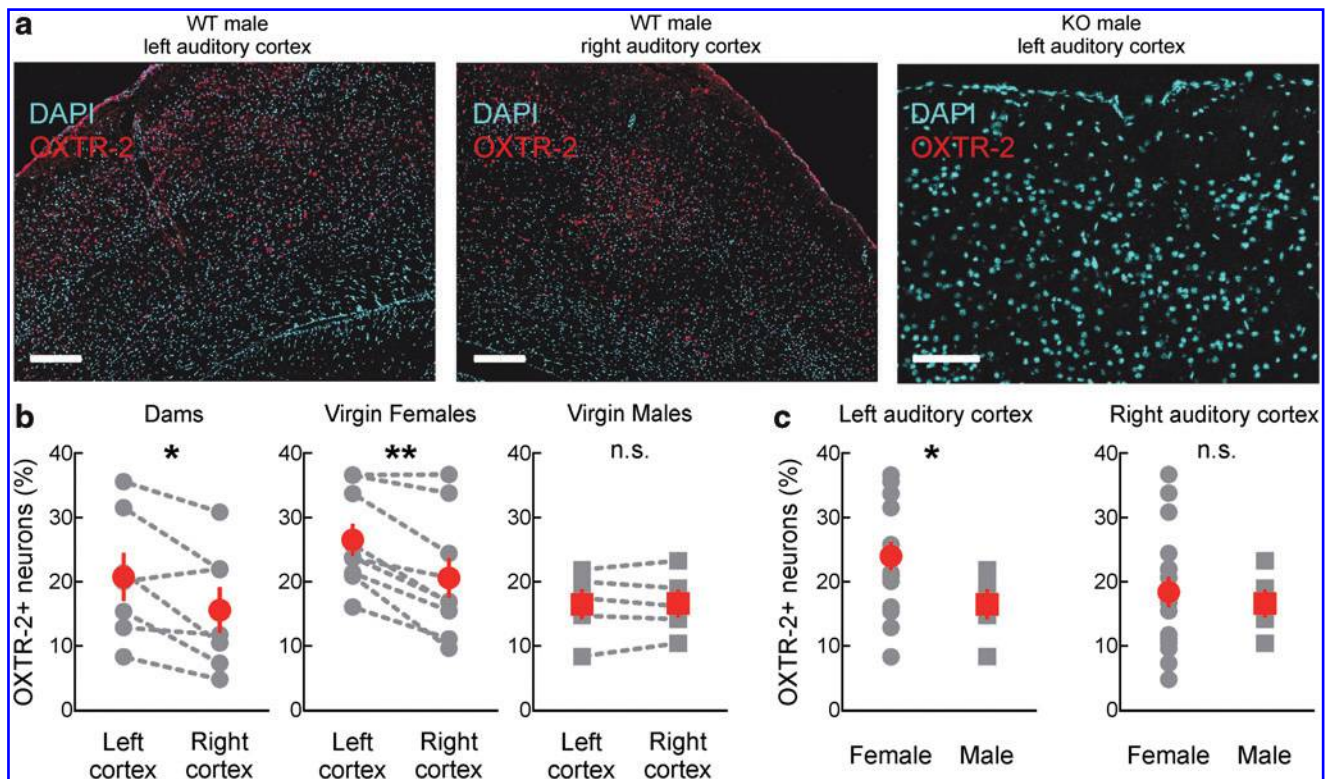 a
WT male
left auditory cortex
WT male
right auditory cortex
KO male
left auditory cortex
DAPI
OXTR-2
DAPI
OXTR-2
DAPI
OXTR-2
b
Dams
Virgin Females
Virgin Males
*
**
n.s.
OXTR-2+ neurons (%)
40
30
20
10
0
40
30
20
10
0
40
30
20
10
0
Left
cortex
Right
cortex
Left
cortex
Right
cortex
Left
cortex
Right
cortex
c
Left auditory cortex
Right auditory cortex
*
n.s.
OXTR-2+ neurons (%)
40
30
20
10
0
40
30
20
10
0
Female
Male
Female
Male